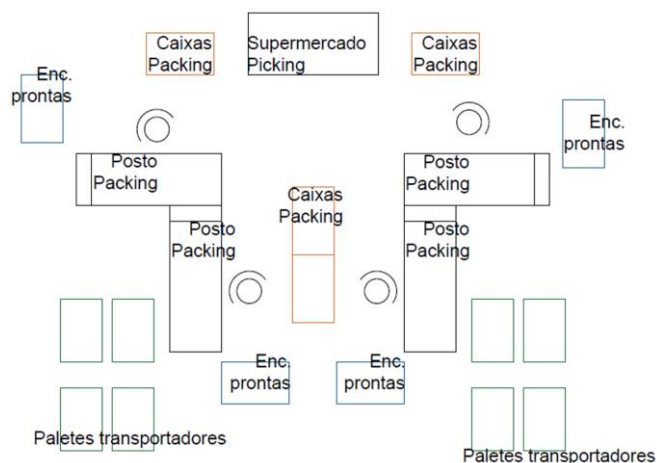 Caixas
Packing
Supermercado
Picking
Caixas
Packing
Enc.
prontas
Enc.
prontas
Posto
Packing
Posto
Packing
Caixas
Packing
Posto
Packing
Posto
Packing
Enc.
prontas
Enc.
prontas
Paletes transportadores
Paletes transportadores